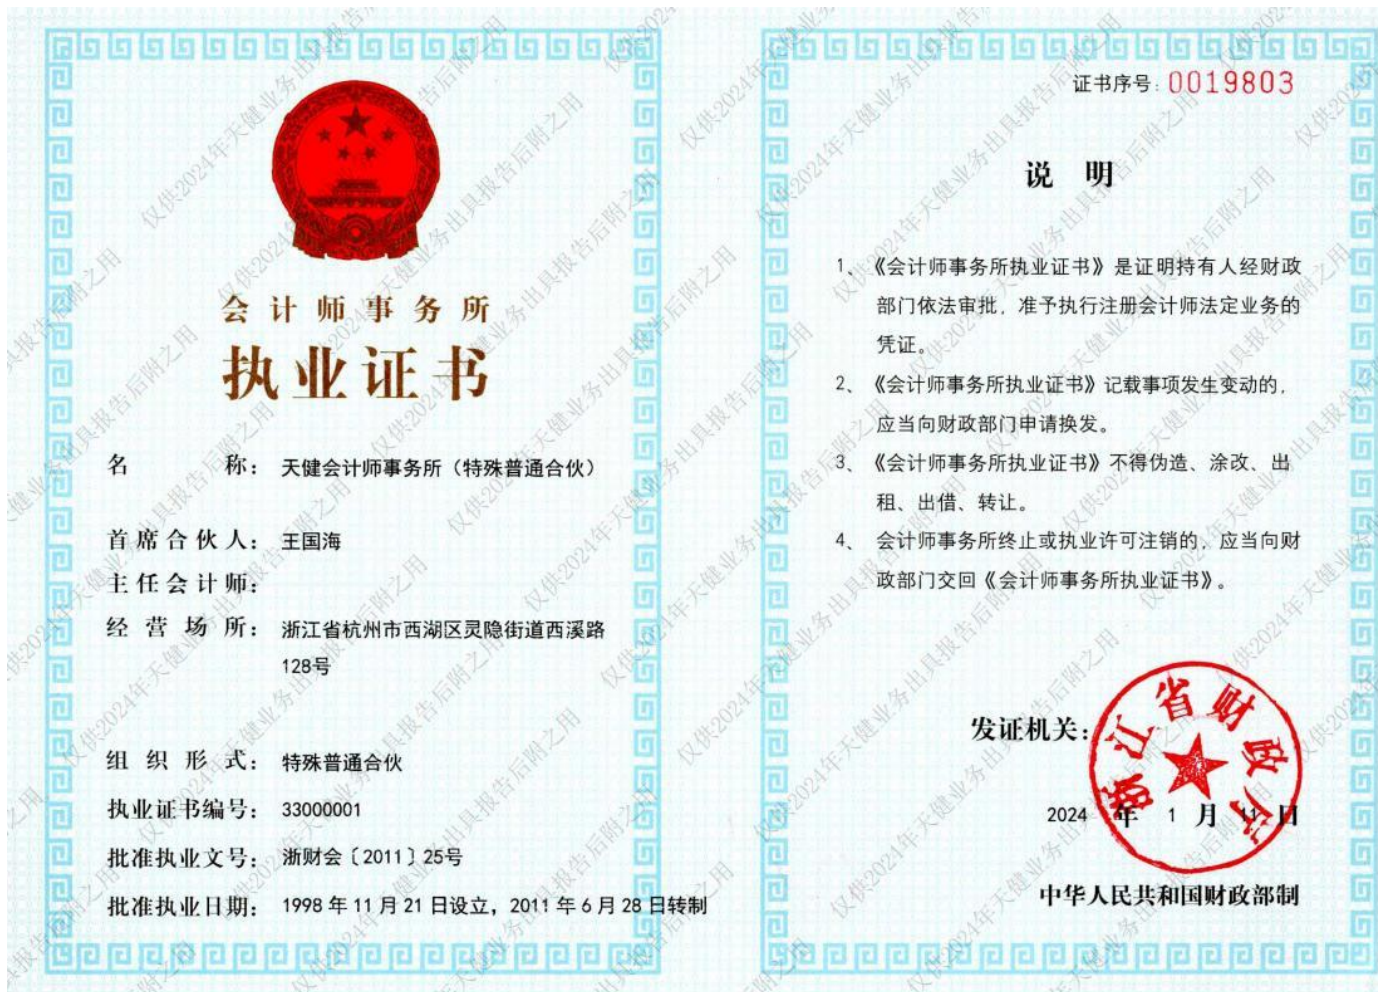 会计师事务所
执业证书
名 称： 天健会计师事务所（特殊普通合伙）
首席合伙人： 王国海
主任会计师：
经营场所： 浙江省杭州市西湖区灵隐街道西溪路
128号
组织形式： 特殊普通合伙
执业证书编号： 33000001
批准执业文号： 浙财会〔2011〕25号
批准执业日期： 1998 年 11 月 21 日设立，2011 年 6 月 28 日转制
证书序号：0019803
说 明
1、《会计师事务所执业证书》是证明持有人经财政
部门依法审批，准予执行注册会计师法定业务的
凭证。
2、《会计师事务所执业证书》记载事项发生变动的，
应当向财政部门申请换发。
3、《会计师事务所执业证书》不得伪造、涂改、出
租、出借、转让。
4、 会计师事务所终止或执业许可注销的，应当向财
政部门交回《会计师事务所执业证书》。
发证机关：
浙江省财政厅
2024 年 1 月 11 日
中华人民共和国财政部制
仅供2024年天健业务出具报告后附之用